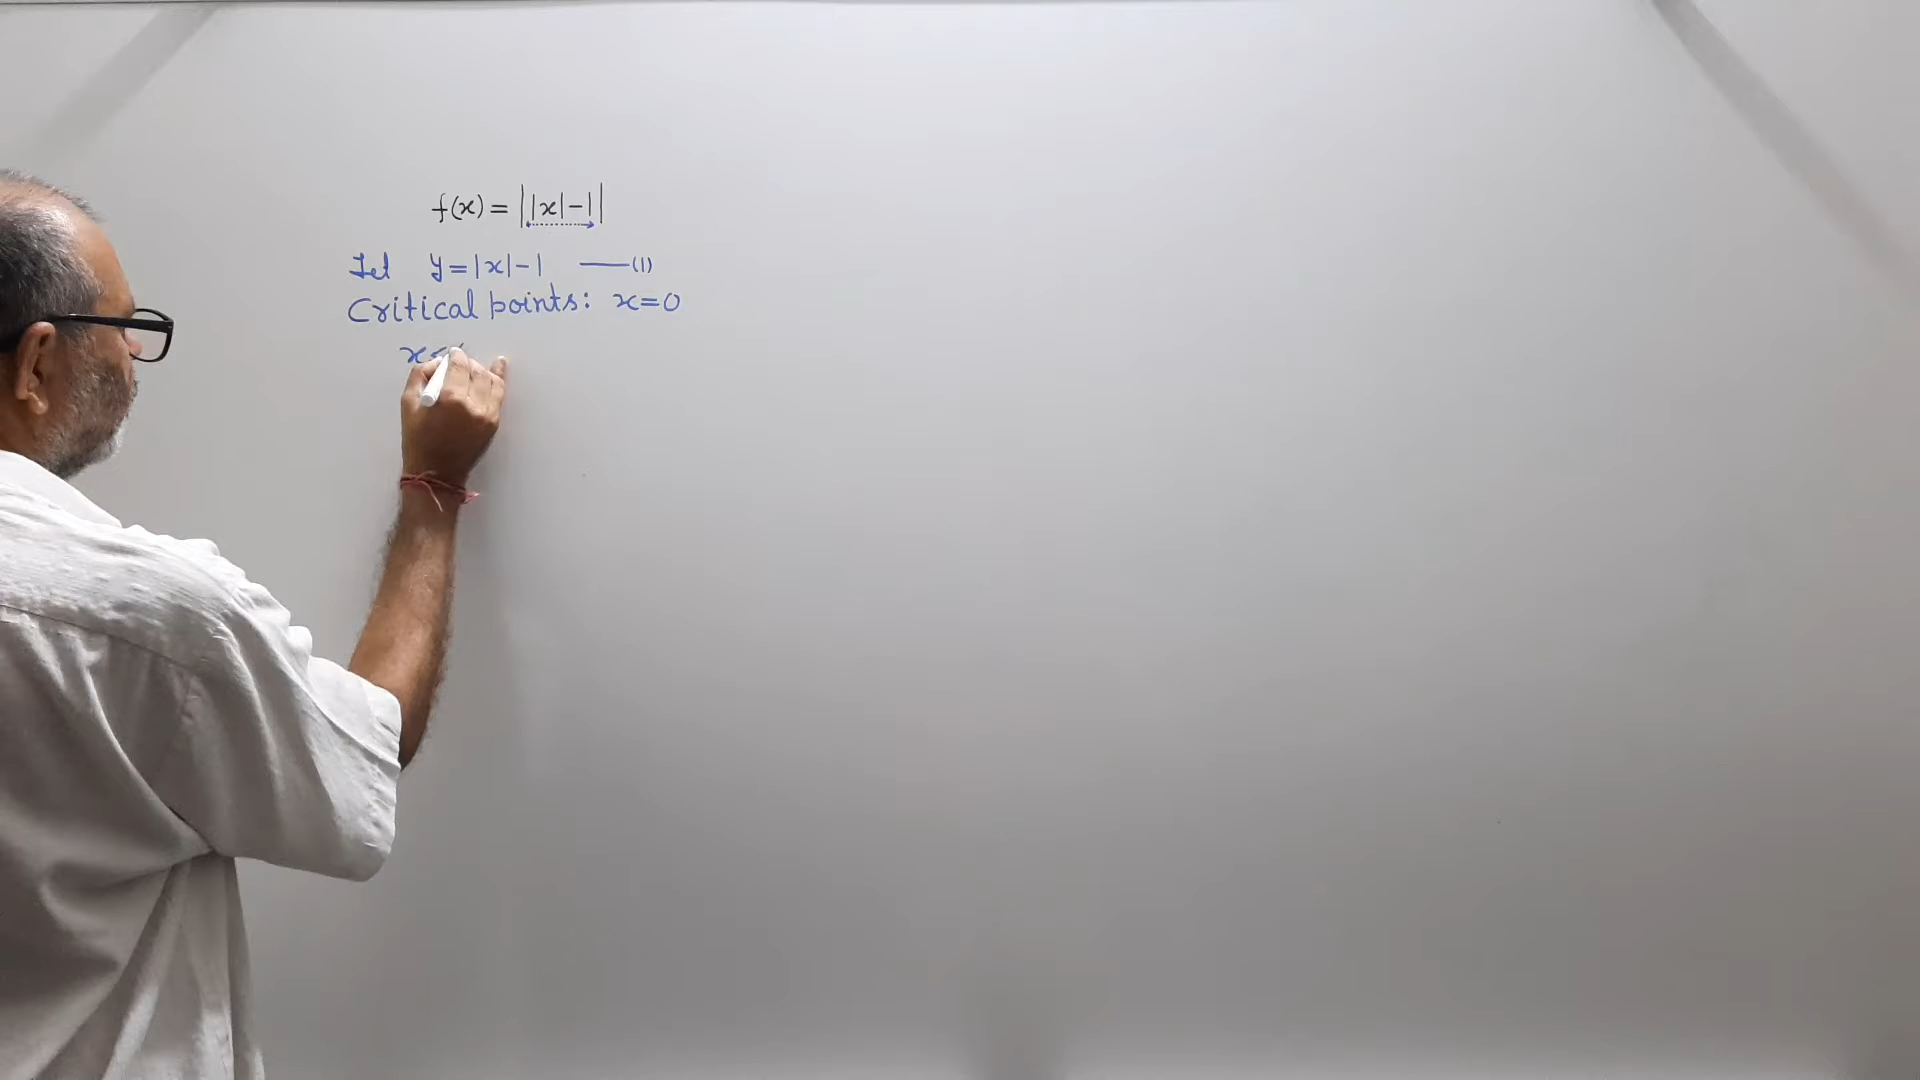 f(x) = ||x|-1|
Let y = |x|-1 ——(1)
Critical points: x=0
x<